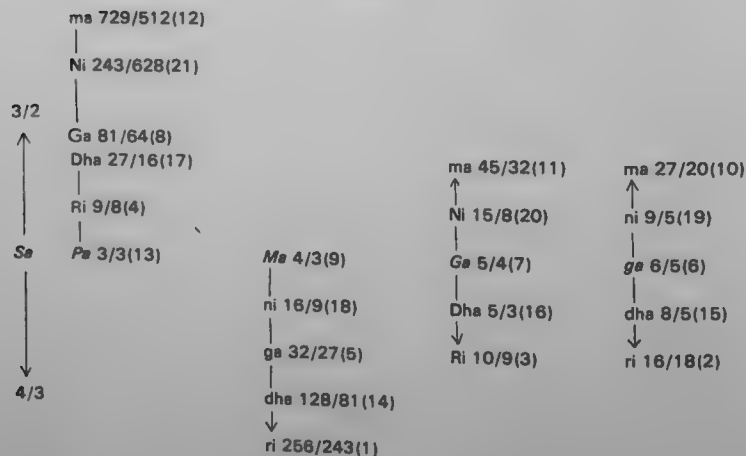 3/2
Sa
4/3
ma 729/512(12)
Ni 243/628(21)
Ga 81/64(8)
Dha 27/16(17)
Ri 9/8(4)
Pa 3/3(13)
Ma 4/3(9)
ni 16/9(18)
ga 32/27(5)
dha 128/81(14)
ri 256/243(1)
ma 45/32(11)
Ni 15/8(20)
Ga 5/4(7)
Dha 5/3(16)
Ri 10/9(3)
ma 27/20(10)
ni 9/5(19)
ga 6/5(6)
dha 8/5(15)
ri 16/18(2)